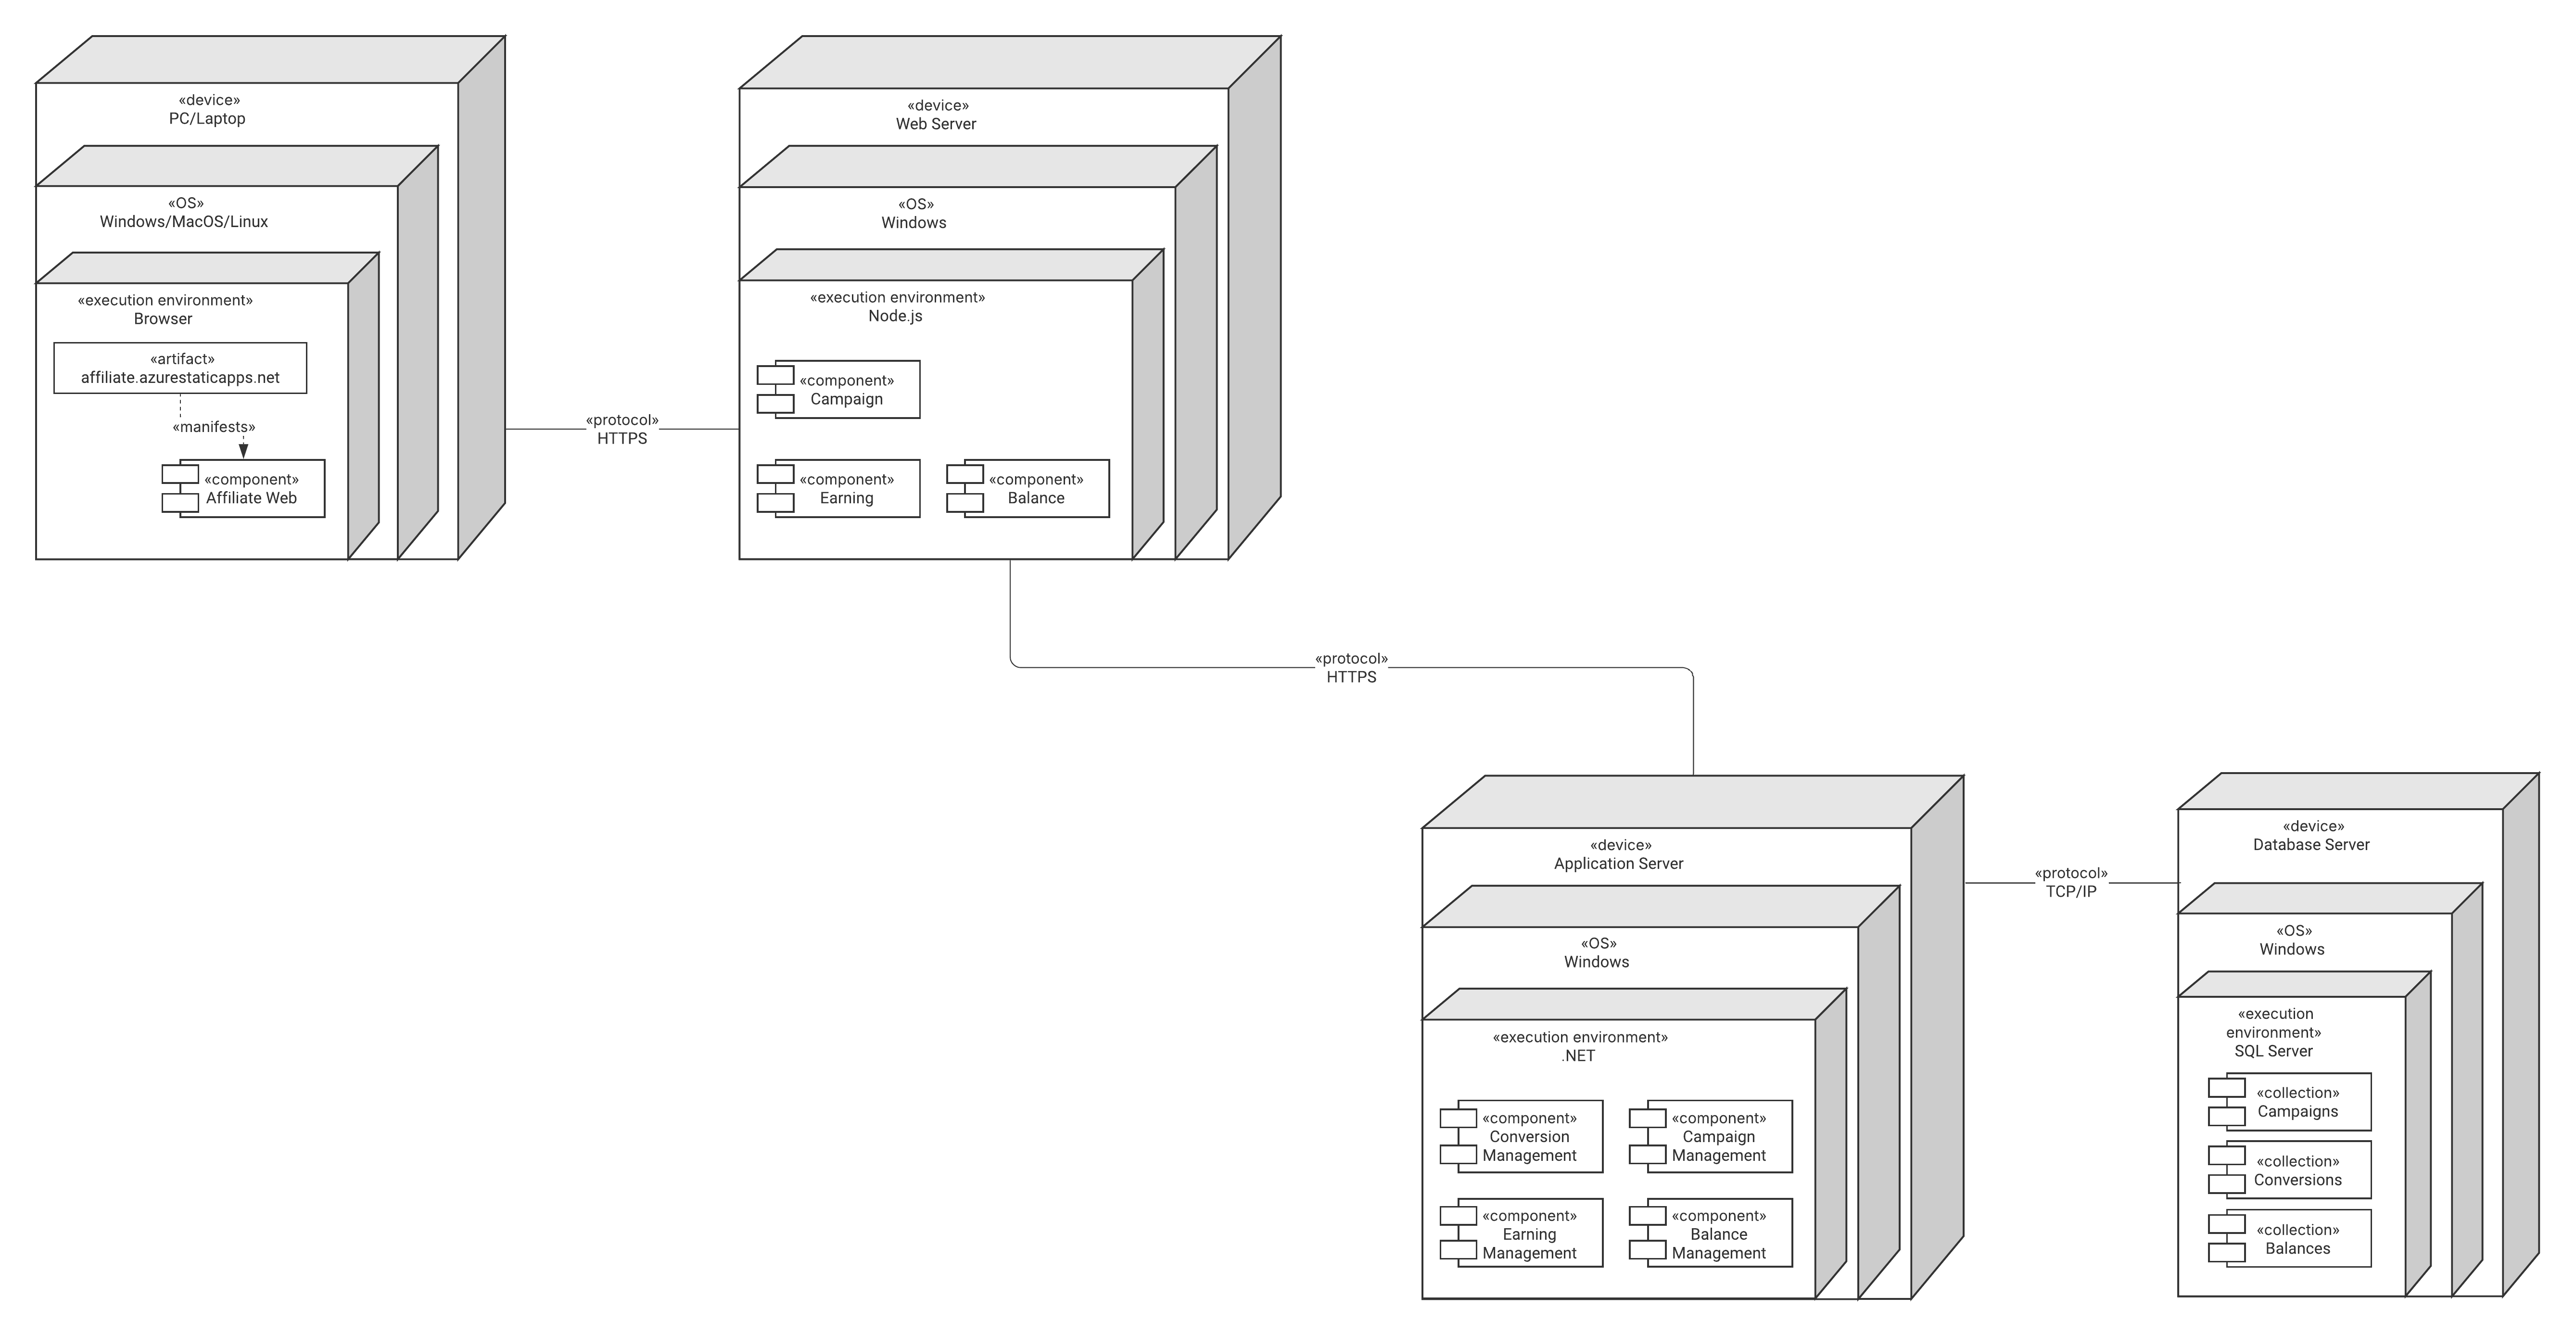 «device»
PC/Laptop
«OS»
Windows/MacOS/Linux
«execution environment»
Browser
«artifact»
affiliate.azurestaticapps.net
«manifests»
«component»
Affiliate Web
«protocol»
HTTPS
«device»
Web Server
«OS»
Windows
«execution environment»
Node.js
«component»
Campaign
«component»
Earning
«component»
Balance
«protocol»
HTTPS
«device»
Application Server
«OS»
Windows
«execution environment»
.NET
«component»
Conversion
Management
«component»
Campaign
Management
«component»
Earning
Management
«component»
Balance
Management
«protocol»
TCP/IP
«device»
Database Server
«OS»
Windows
«execution
environment»
SQL Server
«collection»
Campaigns
«collection»
Conversions
«collection»
Balances